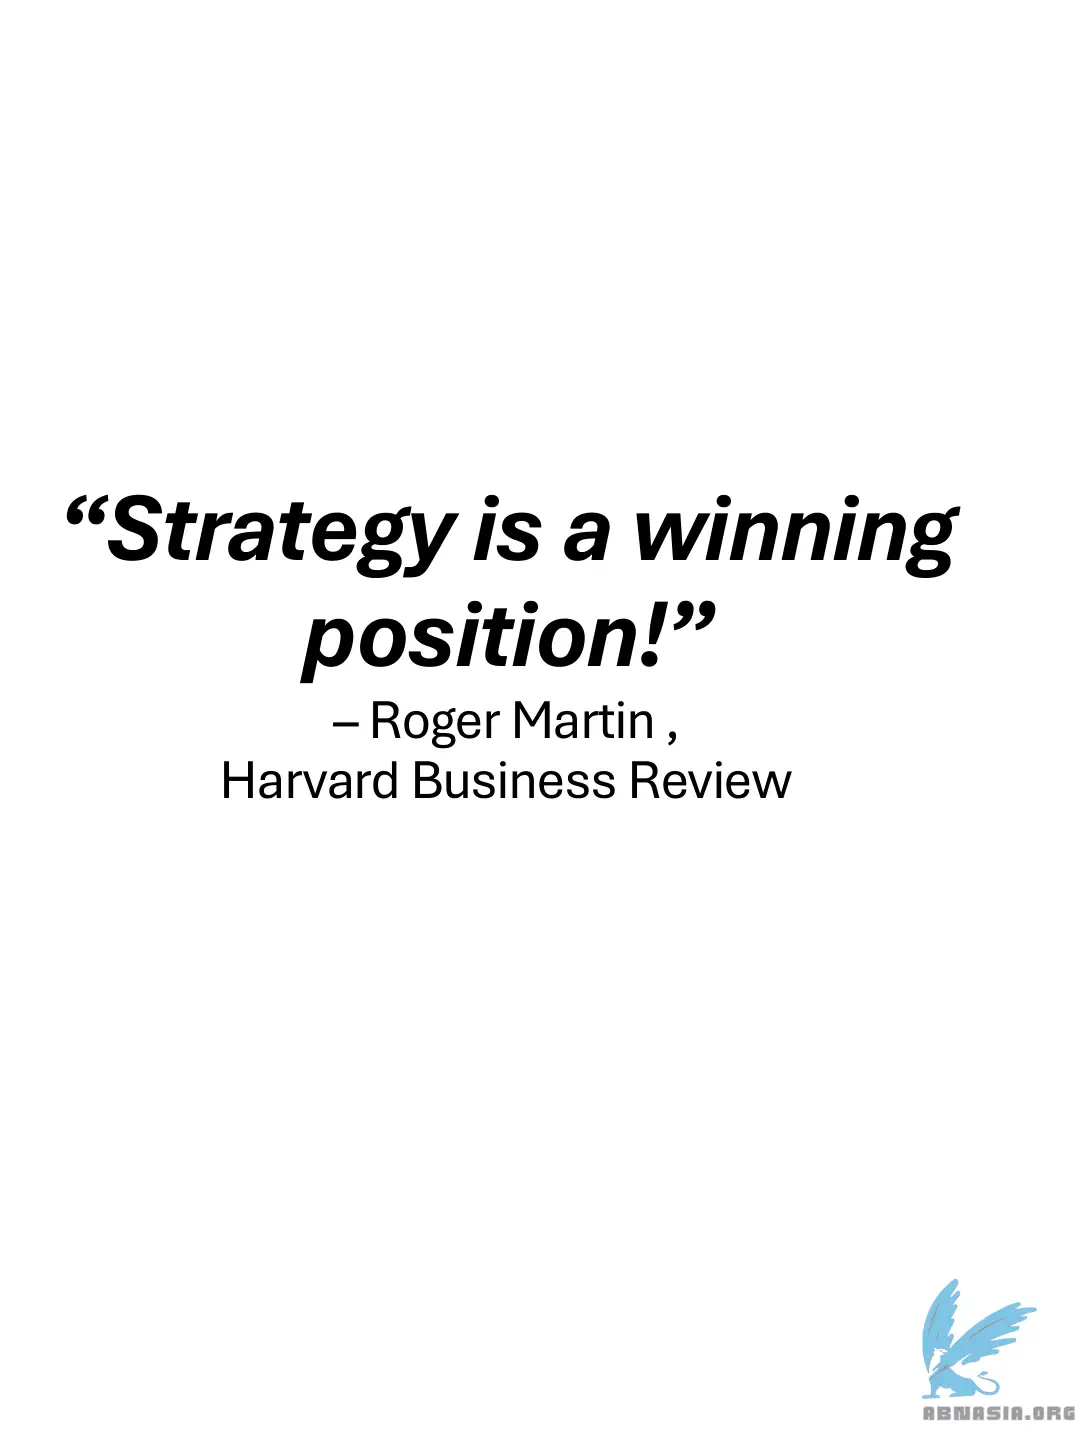 “Strategy is a winning
position!”
– Roger Martin ,
Harvard Business Review
ABNASIA.ORG